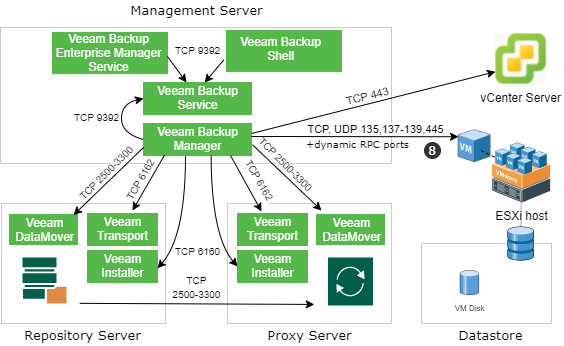 Management Server
Veeam Backup
Enterprise Manager
Service
TCP 9392
Veeam Backup
Shell
Veeam Backup
Service
TCP 9392
Veeam Backup
Manager
TCP 443
vCenter Server
TCP, UDP 135,137-139,445
+dynamic RPC ports
8
VM
VMware
ESXi host
TCP 2500-3300
TCP 6162
TCP 6162
TCP 2500-3300
Veeam
DataMover
Veeam
Transport
Veeam
Installer
TCP 6160
Veeam
Transport
Veeam
Installer
Veeam
DataMover
TCP
2500-3300
VM Disk
Repository Server
Proxy Server
Datastore